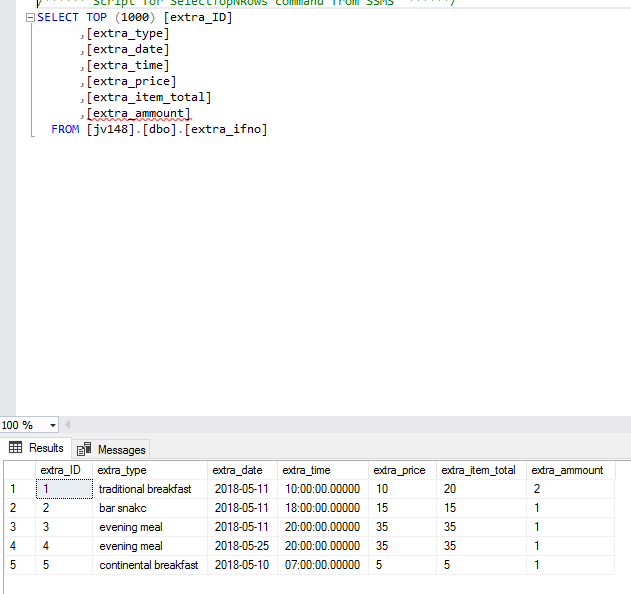 /****** Script for SelectTopNRows command from SSMS ******/
SELECT TOP (1000) [extra_ID]
,[extra_type]
,[extra_date]
,[extra_time]
,[extra_price]
,[extra_item_total]
,[extra_ammount]
FROM [jv148].[dbo].[extra_ifno]
100 %
Results Messages
extra_ID extra_type extra_date extra_time extra_price extra_item_total extra_ammount
1 1 traditional breakfast 2018-05-11 10:00:00.00000 10 20 2
2 2 bar snakc 2018-05-11 18:00:00.00000 15 15 1
3 3 evening meal 2018-05-11 20:00:00.00000 35 35 1
4 4 evening meal 2018-05-25 20:00:00.00000 35 35 1
5 5 continental breakfast 2018-05-10 07:00:00.00000 5 5 1